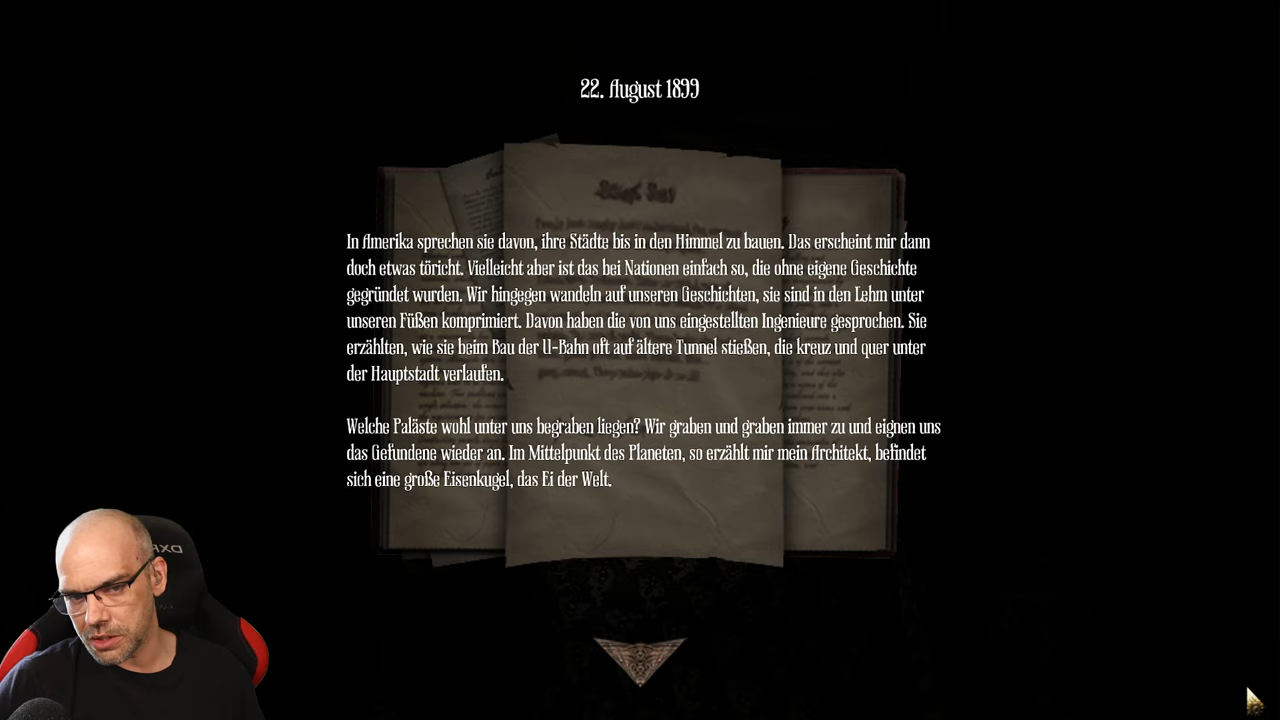 22. August 1899
In Amerika sprechen sie davon, ihre Städte bis in den Himmel zu bauen. Das erscheint mir dann
doch etwas töricht. Vielleicht aber ist das bei Nationen einfach so, die ohne eigene Geschichte
gegründet wurden. Wir hingegen wandeln auf unseren Geschichten, sie sind in den Lehm unter
unseren Füßen komprimiert. Davon haben die von uns eingestellten Ingenieure gesprochen. Sie
erzählten, wie sie beim Bau der U-Bahn oft auf ältere Tunnel stießen, die kreuz und quer unter
der Hauptstadt verlaufen.
Welche Paläste wohl unter uns begraben liegen? Wir graben und graben immer zu und eignen uns
das Gefundene wieder an. Im Mittelpunkt des Planeten, so erzählt mir mein Architekt, befindet
sich eine große Eisenkugel, das Ei der Welt.